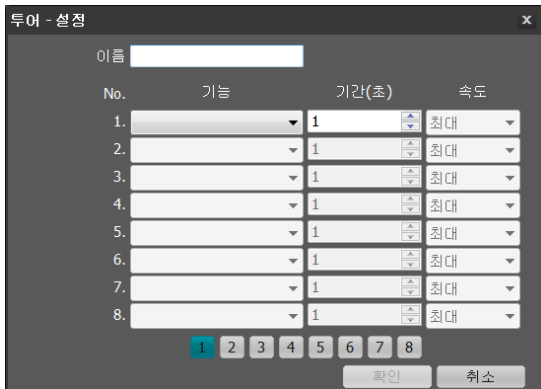 투어 - 설정 x
이름
No. 기능 기간(초) 속도
1. 1 최대
2. 1 최대
3. 1 최대
4. 1 최대
5. 1 최대
6. 1 최대
7. 1 최대
8. 1 최대
1 2 3 4 5 6 7 8
확인 취소